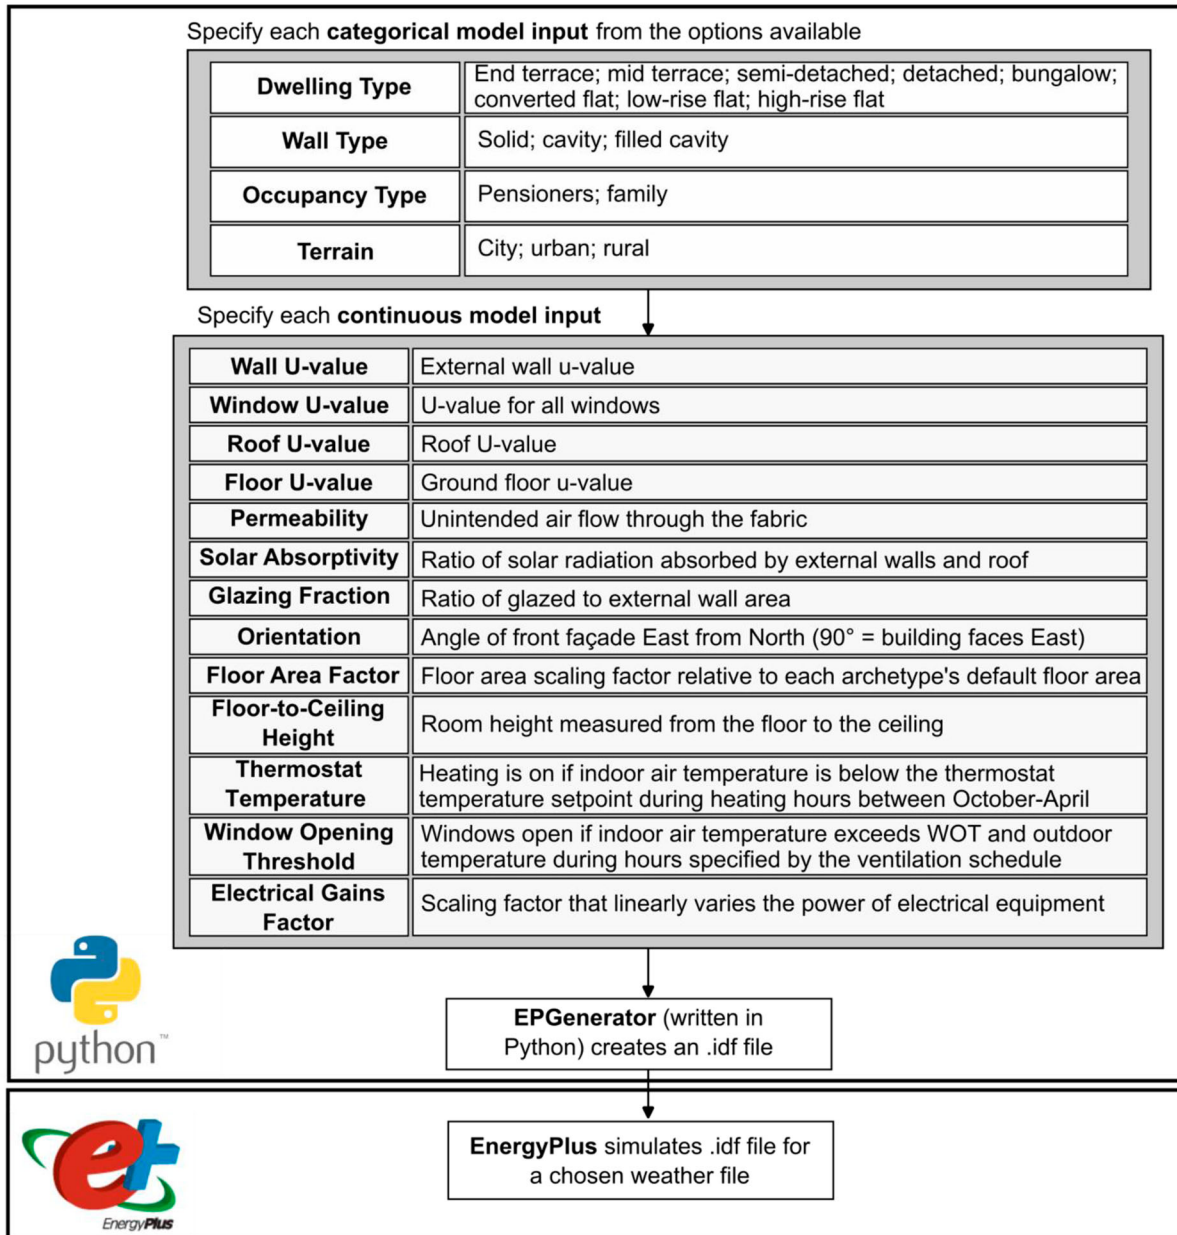 Specify each categorical model input from the options available
Dwelling Type
End terrace; mid terrace; semi-detached; detached; bungalow;
converted flat; low-rise flat; high-rise flat
Wall Type
Solid; cavity; filled cavity
Occupancy Type
Pensioners; family
Terrain
City; urban; rural
Specify each continuous model input
Wall U-value
External wall u-value
Window U-value
U-value for all windows
Roof U-value
Roof U-value
Floor U-value
Ground floor u-value
Permeability
Unintended air flow through the fabric
Solar Absorptivity
Ratio of solar radiation absorbed by external walls and roof
Glazing Fraction
Ratio of glazed to external wall area
Orientation
Angle of front façade East from North (90° = building faces East)
Floor Area Factor
Floor area scaling factor relative to each archetype's default floor area
Floor-to-Ceiling
Height
Room height measured from the floor to the ceiling
Thermostat
Temperature
Heating is on if indoor air temperature is below the thermostat
temperature setpoint during heating hours between October-April
Window Opening
Threshold
Windows open if indoor air temperature exceeds WOT and outdoor
temperature during hours specified by the ventilation schedule
Electrical Gains
Factor
Scaling factor that linearly varies the power of electrical equipment
python™
EPGenerator (written in
Python) creates an .idf file
e+
EnergyPlus
EnergyPlus simulates .idf file for
a chosen weather file